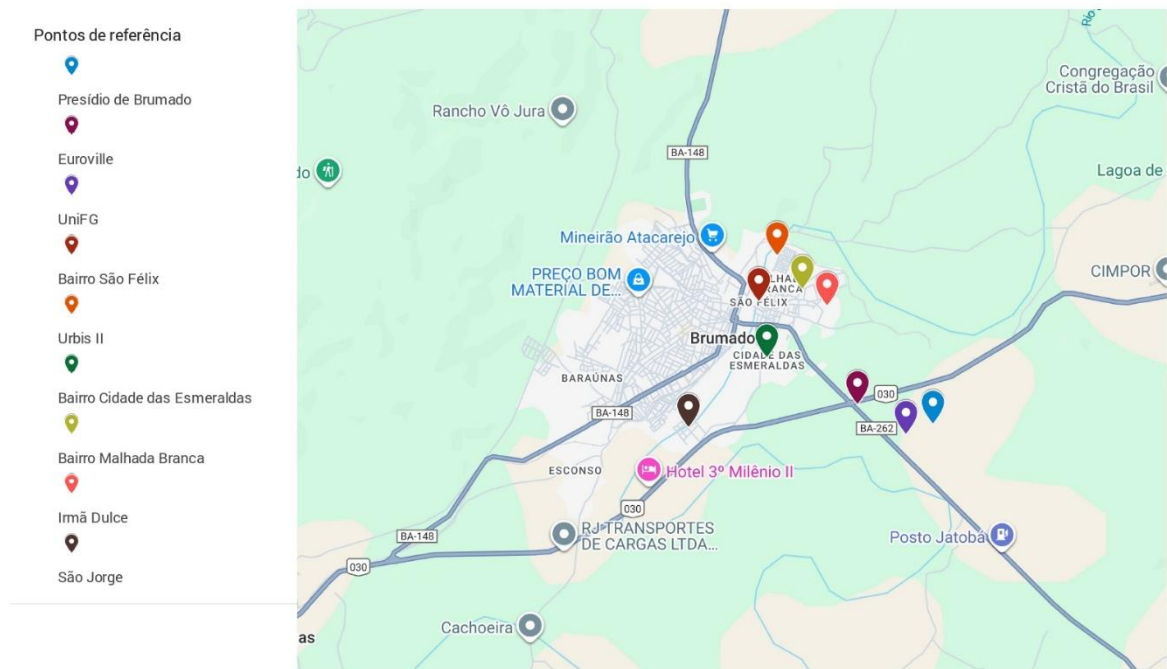 Pontos de referência
Presídio de Brumado
Euroville
UniFG
Bairro São Félix
Urbis II
Bairro Cidade das Esmeraldas
Bairro Malhada Branca
Irmã Dulce
São Jorge
Congregação
Cristã do Brasil
Rancho Vô Jura
BA-148
Lagoa de
Mineirão Atacarejo
PREÇO BOM
MATERIAL DE...
CIMPOR
SÃO FÉLIX
Brumado
CIDADE DAS
ESMERALDAS
BARAÚNAS
030
BA-148
BA-262
ESCONSO
Hotel 3º Milênio II
030
RJ TRANSPORTES
DE CARGAS LTDA...
BA-148
Posto Jatobá
030
Cachoeira
as